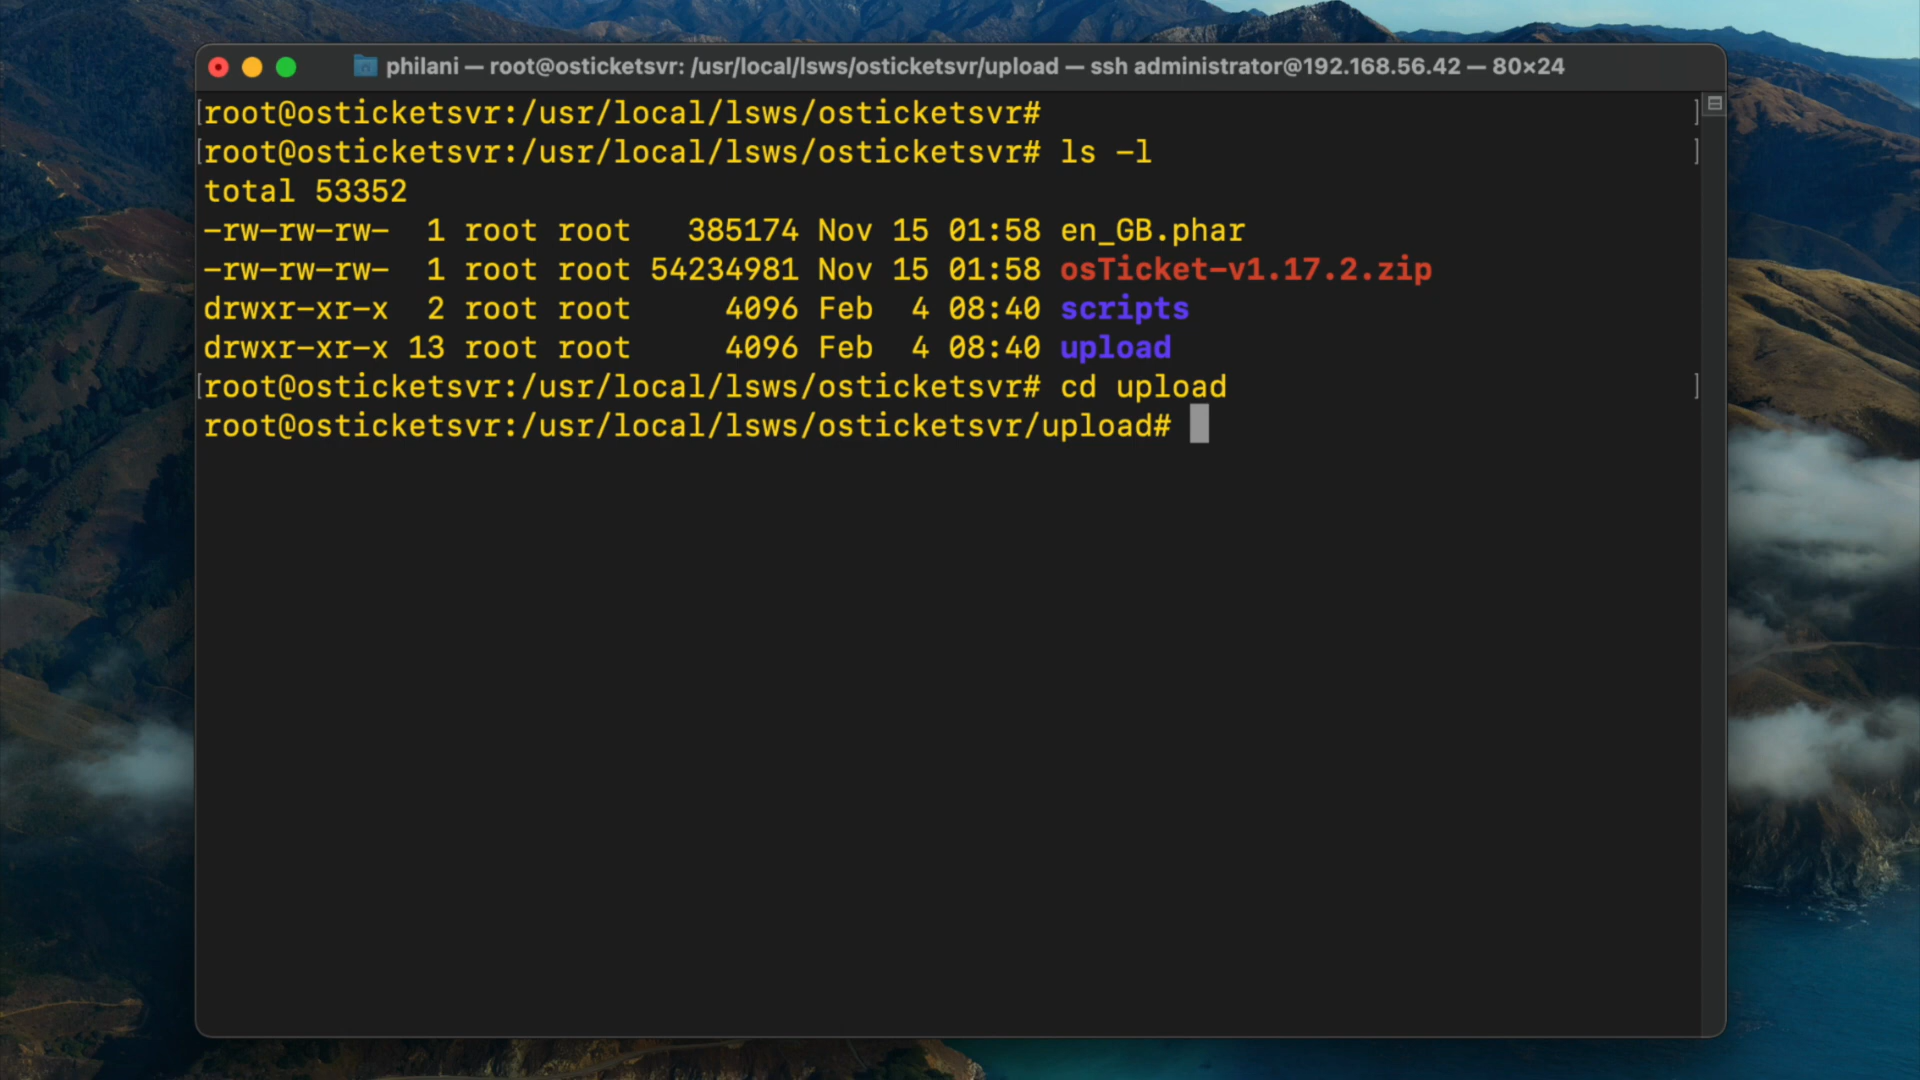 philani — root@osticketsvr: /usr/local/lsws/osticketsvr/upload — ssh administrator@192.168.56.42 — 80×24
[root@osticketsvr:/usr/local/lsws/osticketsvr# ]
[root@osticketsvr:/usr/local/lsws/osticketsvr# ls -l ]
total 53352
-rw-rw-rw-  1 root root   385174 Nov 15 01:58 en_GB.phar
-rw-rw-rw-  1 root root 54234981 Nov 15 01:58 osTicket-v1.17.2.zip
drwxr-xr-x  2 root root     4096 Feb  4 08:40 scripts
drwxr-xr-x 13 root root     4096 Feb  4 08:40 upload
[root@osticketsvr:/usr/local/lsws/osticketsvr# cd upload ]
root@osticketsvr:/usr/local/lsws/osticketsvr/upload#